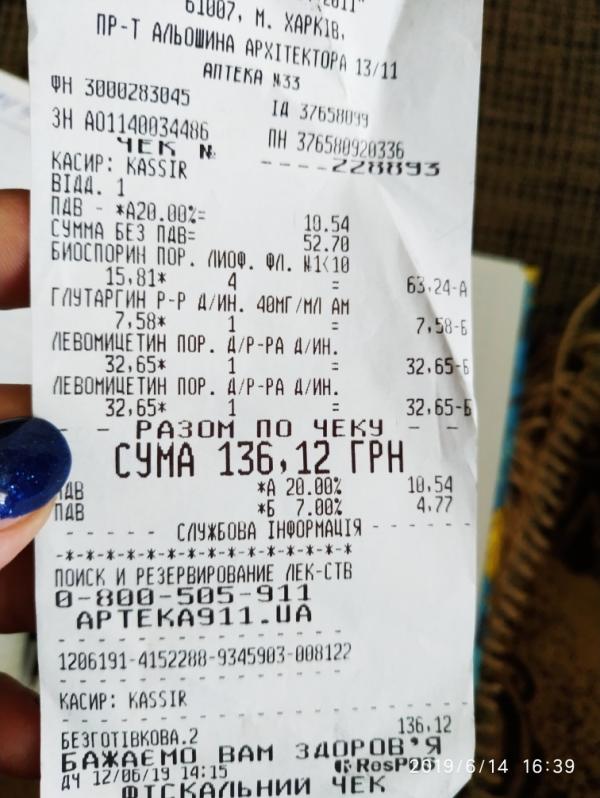 61007, М. ХАРКІВ,
ПР-Т АЛЬОШИНА АРХІТЕКТОРА 13/11
АПТЕКА N33
ФН 3000283045 ІД 37658099
ЗН АО1140034486 ПН 376580920336
ЧЕК № ----228893
КАСИР: KASSIR
ВІДД. 1
ПДВ - *А20.00%= 10.54
СУММА БЕЗ ПДВ= 52.70
БИОСПОРИН ПОР. ЛИОФ. ФЛ. N1<10
15,81* 4 = 63,24-А
ГЛУТАРГИН Р-Р Д/ИН. 40МГ/МЛ АМ
7,58* 1 = 7,58-Б
ЛЕВОМИЦЕТИН ПОР. Д/Р-РА Д/ИН.
32,65* 1 = 32,65-Б
ЛЕВОМИЦЕТИН ПОР. Д/Р-РА Д/ИН.
32,65* 1 = 32,65-Б
- - РАЗОМ ПО ЧЕКУ - -
СУМА 136,12 ГРН
ПДВ *А 20.00% 10,54
ПДВ *Б 7.00% 4,77
- - - - - СЛУЖБОВА ІНФОРМАЦІЯ - - - - - -
-*-*-*-*-*-*-*-*-*-*-*-*-*-*-*
ПОИСК И РЕЗЕРВИРОВАНИЕ ЛЕК-СТВ
0-800-505-911
АРТЕКА911.UA
1206191-4152288-9345903-008122
КАСИР: KASSIR
БЕЗГОТІВКОВА.2 136,12
БАЖАЄМО ВАМ ЗДОРОВ'Я
ДЧ 12/06/19 14:15
ФІСКАЛЬНИЙ ЧЕК
2019/6/14 16:39